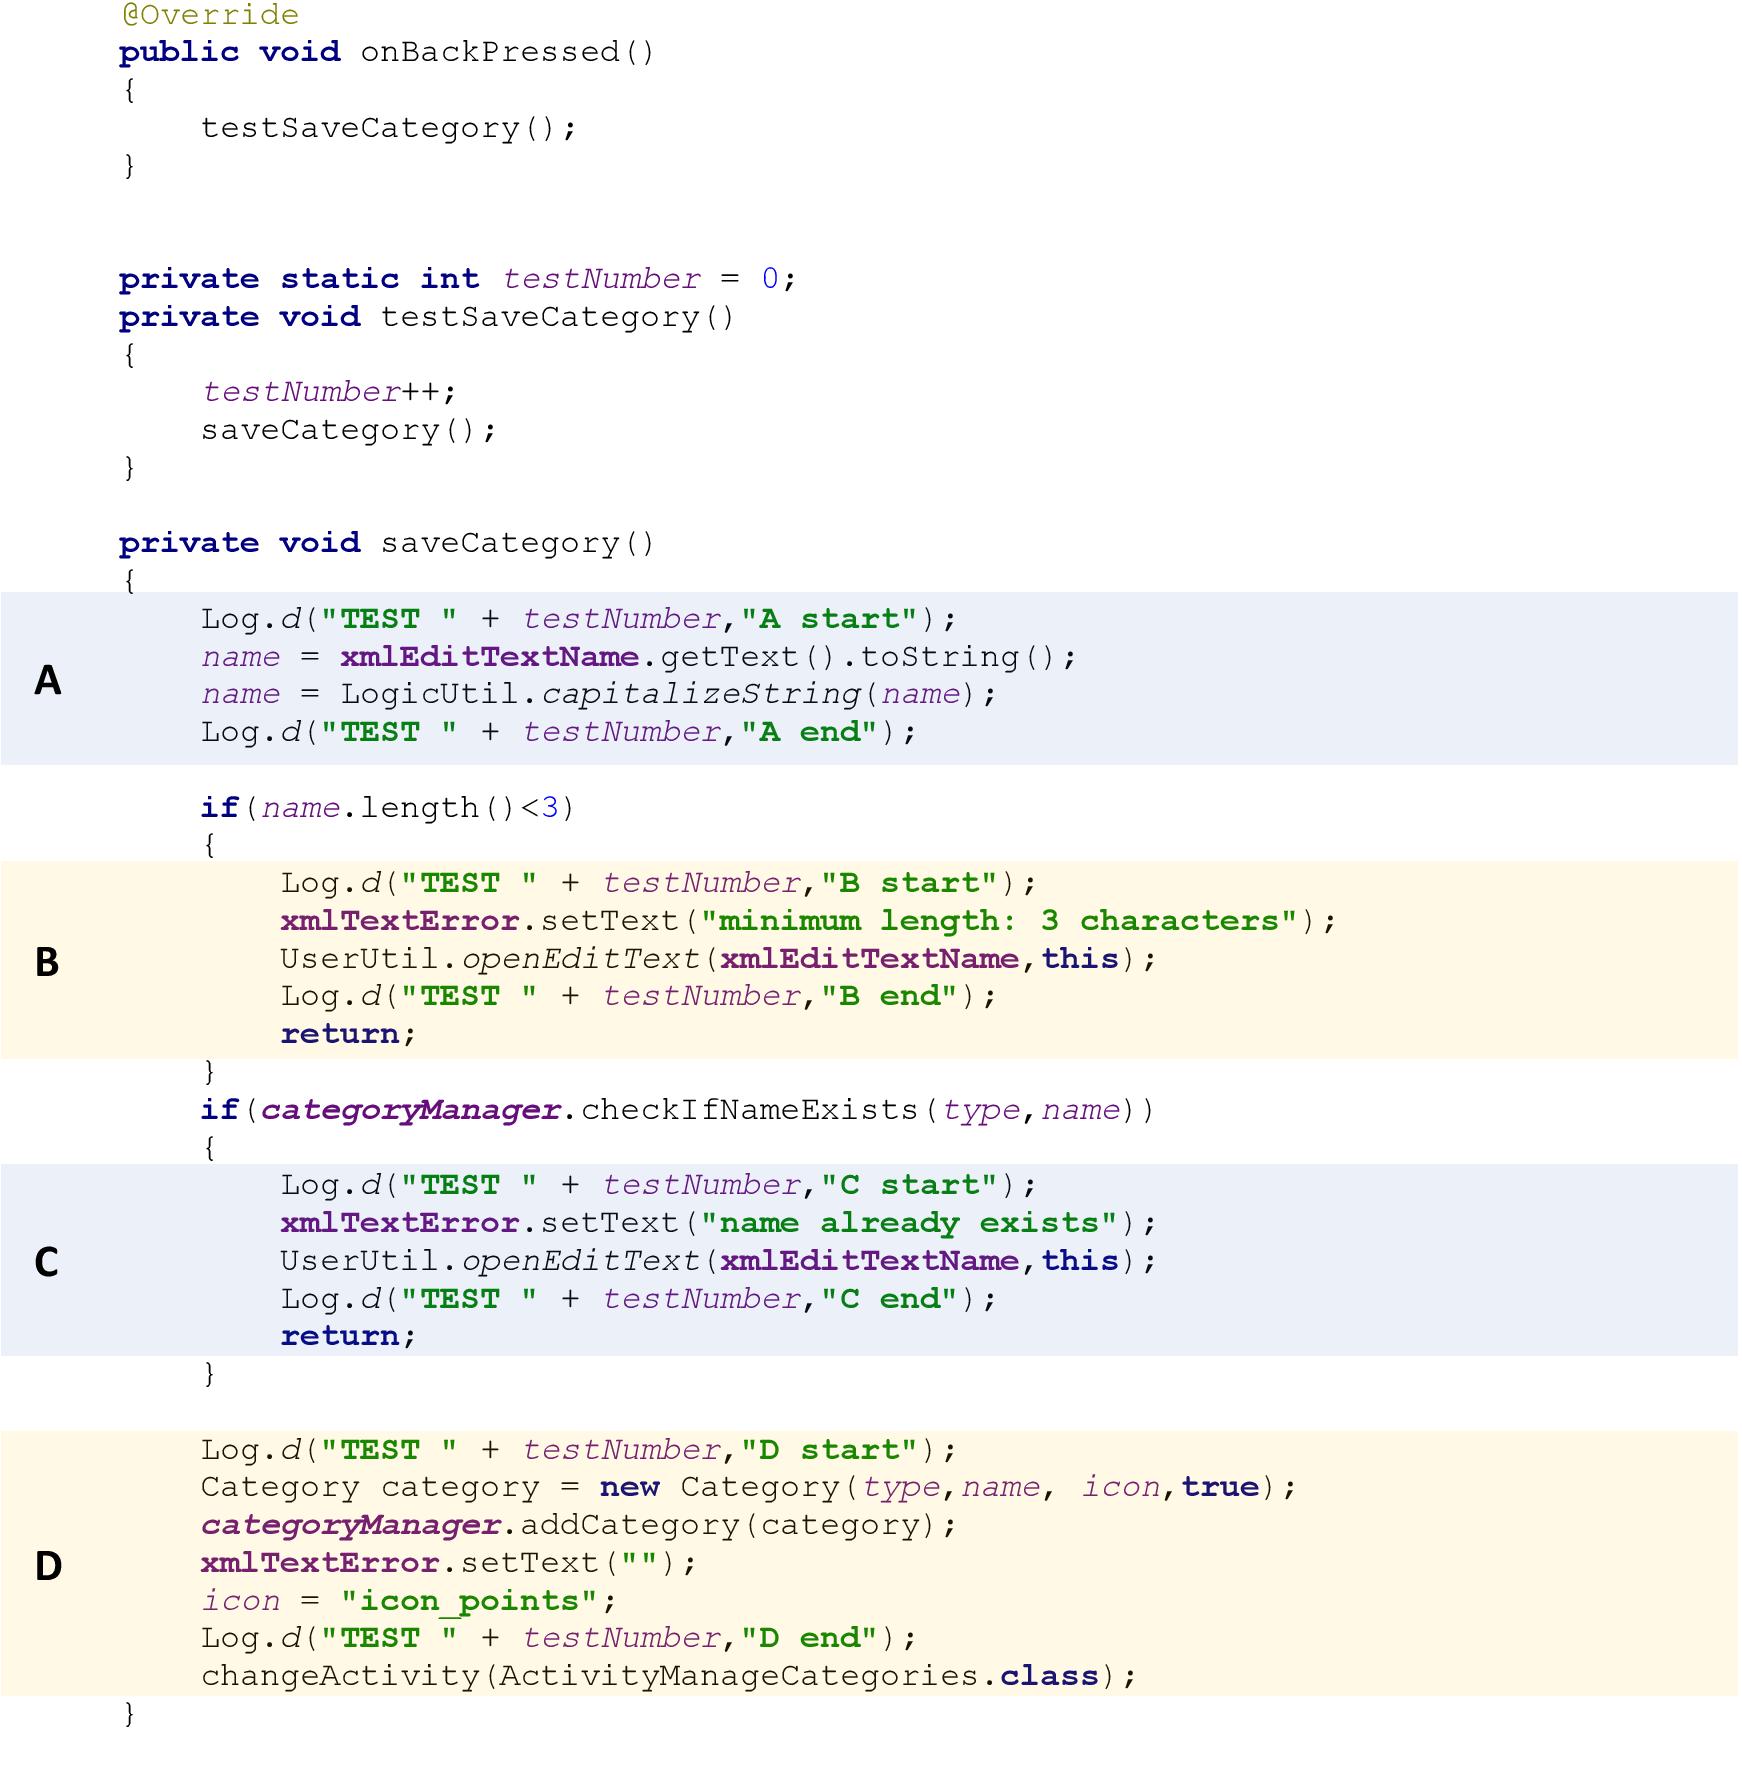 @Override
public void onBackPressed()
{
testSaveCategory();
}
private static int testNumber = 0;
private void testSaveCategory()
{
testNumber++;
saveCategory();
}
private void saveCategory()
{
Log.d("TEST " + testNumber,"A start");
name = xmlEditTextName.getText().toString();
A
name = LogicUtil.capitalizeString(name);
Log.d("TEST " + testNumber,"A end");
if(name.length()<3)
{
Log.d("TEST " + testNumber,"B start");
xmlTextError.setText("minimum length: 3 characters");
B
UserUtil.openEditText(xmlEditTextName,this);
Log.d("TEST " + testNumber,"B end");
return;
}
if(categoryManager.checkIfNameExists(type,name))
{
Log.d("TEST " + testNumber,"C start");
xmlTextError.setText("name already exists");
C
UserUtil.openEditText(xmlEditTextName,this);
Log.d("TEST " + testNumber,"C end");
return;
}
Log.d("TEST " + testNumber,"D start");
Category category = new Category(type,name, icon,true);
categoryManager.addCategory(category);
D
xmlTextError.setText("");
icon = "icon_points";
Log.d("TEST " + testNumber,"D end");
changeActivity(ActivityManageCategories.class);
}